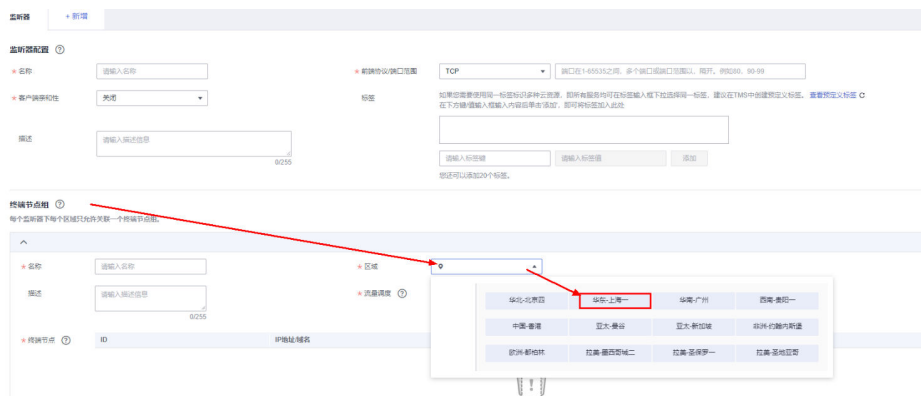 监听器 + 新增
监听器配置 ?
* 名称 请输入名称 * 前端协议/端口范围 TCP 端口在1-65535之间，多个端口或端口范围以，隔开。例如80，90-99
* 客户端亲和性 关闭 标签 如果您需要使用同一标签标识多种云资源，即所有服务均可在标签输入框下拉选择同一标签，建议在TMS中创建预定义标签。 查看预定义标签
在下方键/值输入框输入内容后单击'添加'，即可将标签加入此处
描述 请输入描述信息
0/255
请输入标签键 请输入标签值 添加
您还可以添加20个标签。
终端节点组 ?
每个监听器下每个区域只允许关联一个终端节点组。
* 名称 请输入名称 * 区域
描述 请输入描述信息 * 流量调度 ?
0/255
华北-北京四 华东-上海一 华南-广州 西南-贵阳一
* 终端节点 ? ID IP地址/域名
中国-香港 亚太-曼谷 亚太-新加坡 非洲-约翰内斯堡
欧洲-都柏林 拉美-墨西哥城二 拉美-圣保罗一 拉美-圣地亚哥